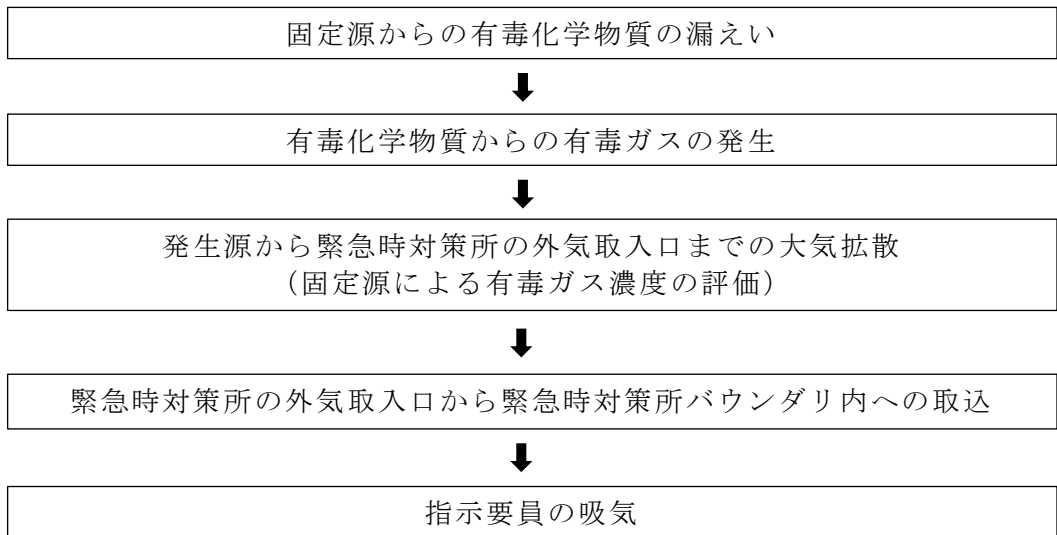 固定源からの有毒化学物質の漏えい
有毒化学物質からの有毒ガスの発生
発生源から緊急時対策所の外気取入口までの大気拡散
（固定源による有毒ガス濃度の評価）
緊急時対策所の外気取入口から緊急時対策所バウンダリ内への取込
指示要員の吸気